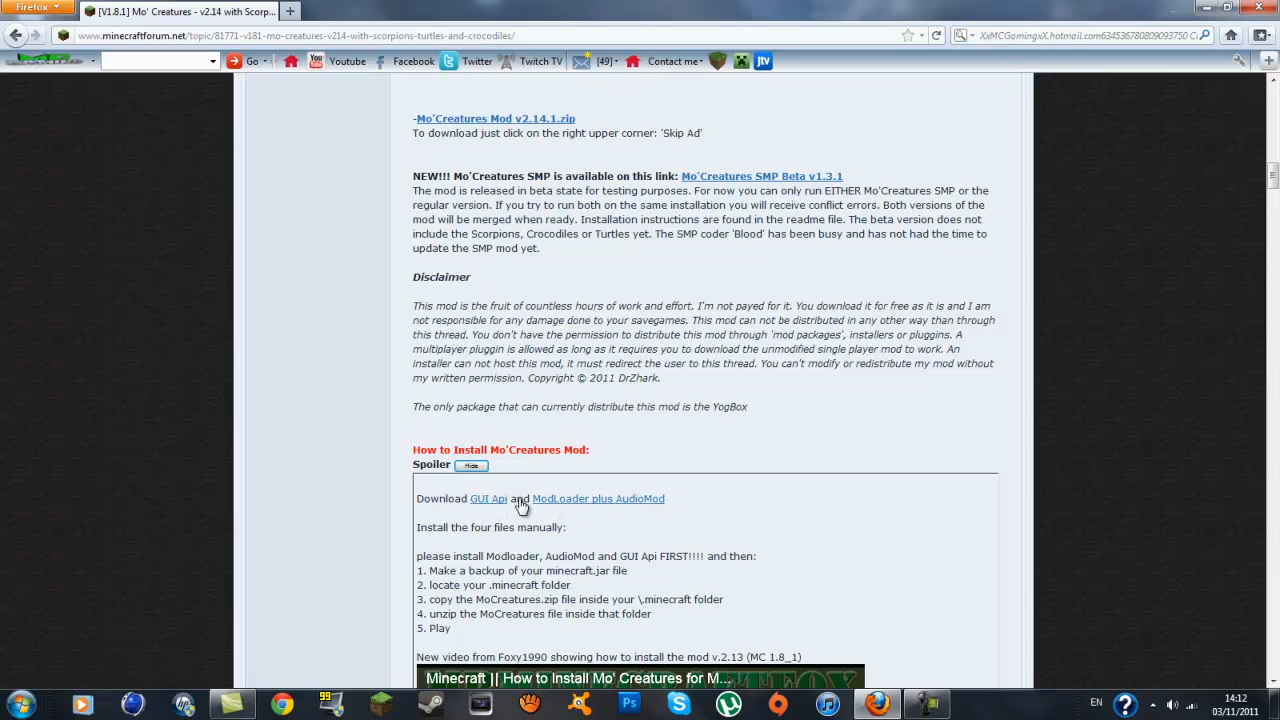 Firefox
[V1.8.1] Mo' Creatures - v2.14 with Scorp...
www.minecraftforum.net/topic/81771-v181-mo-creatures-v214-with-scorpions-turtles-and-crocodiles/
XxMCGamingxX.hotmail.com634536780809093750 C
Go
Youtube
Facebook
Twitter
Twitch TV
[49]
Contact me
jtv
-Mo'Creatures Mod v2.14.1.zip
To download just click on the right upper corner: 'Skip Ad'
NEW!!! Mo'Creatures SMP is available on this link: Mo'Creatures SMP Beta v1.3.1
The mod is released in beta state for testing purposes. For now you can only run EITHER Mo'Creatures SMP or the
regular version. If you try to run both on the same installation you will receive conflict errors. Both versions of the
mod will be merged when ready. Installation instructions are found in the readme file. The beta version does not
include the Scorpions, Crocodiles or Turtles yet. The SMP coder 'Blood' has been busy and has not had the time to
update the SMP mod yet.
Disclaimer
This mod is the fruit of countless hours of work and effort. I'm not payed for it. You download it for free as it is and I am
not responsible for any damage done to your savegames. This mod can not be distributed in any other way than through
this thread. You don't have the permission to distribute this mod through 'mod packages', installers or pluggins. A
multiplayer pluggin is allowed as long as it requires you to download the unmodified single player mod to work. An
installer can not host this mod, it must redirect the user to this thread. You can't modify or redistribute my mod without
my written permission. Copyright © 2011 DrZhark.
The only package that can currently distribute this mod is the YogBox
How to Install Mo'Creatures Mod:
Spoiler Hide
Download GUI Api and ModLoader plus AudioMod
Install the four files manually:
please install Modloader, AudioMod and GUI Api FIRST!!!! and then:
1. Make a backup of your minecraft.jar file
2. locate your .minecraft folder
3. copy the MoCreatures.zip file inside your \.minecraft folder
4. unzip the MoCreatures file inside that folder
5. Play
New video from Foxy1990 showing how to install the mod v.2.13 (MC 1.8_1)
Minecraft || How to Install Mo' Creatures for M...
99
Ps
EN
14:12
03/11/2011